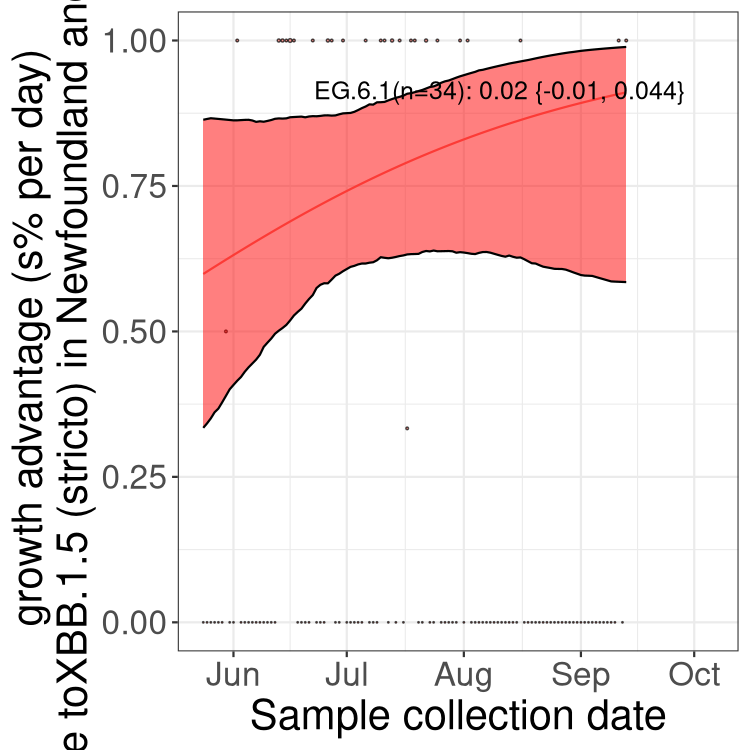 growth advantage (s% per day)
toXBB.1.5 (stricto) in Newfoundland
1.00
0.75
0.50
0.25
0.00
EG.6.1(n=34): 0.02 {-0.01, 0.044}
Jun Jul Aug Sep Oct
Sample collection date